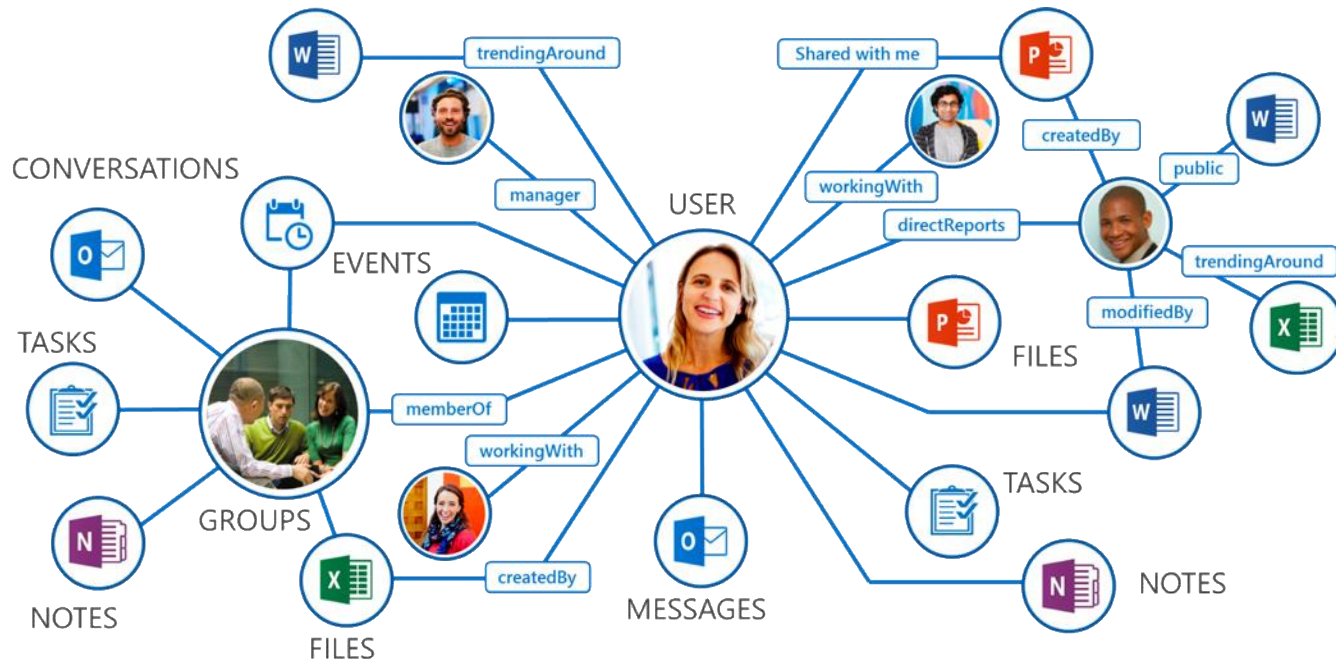 W
trendingAround
Shared with me
P
W
createdBy
CONVERSATIONS
public
manager
workingWith
USER
directReports
O
EVENTS
trendingAround
modifiedBy
P
X
TASKS
FILES
memberOf
W
workingWith
TASKS
GROUPS
N
O
X
createdBy
N
NOTES
MESSAGES
NOTES
FILES